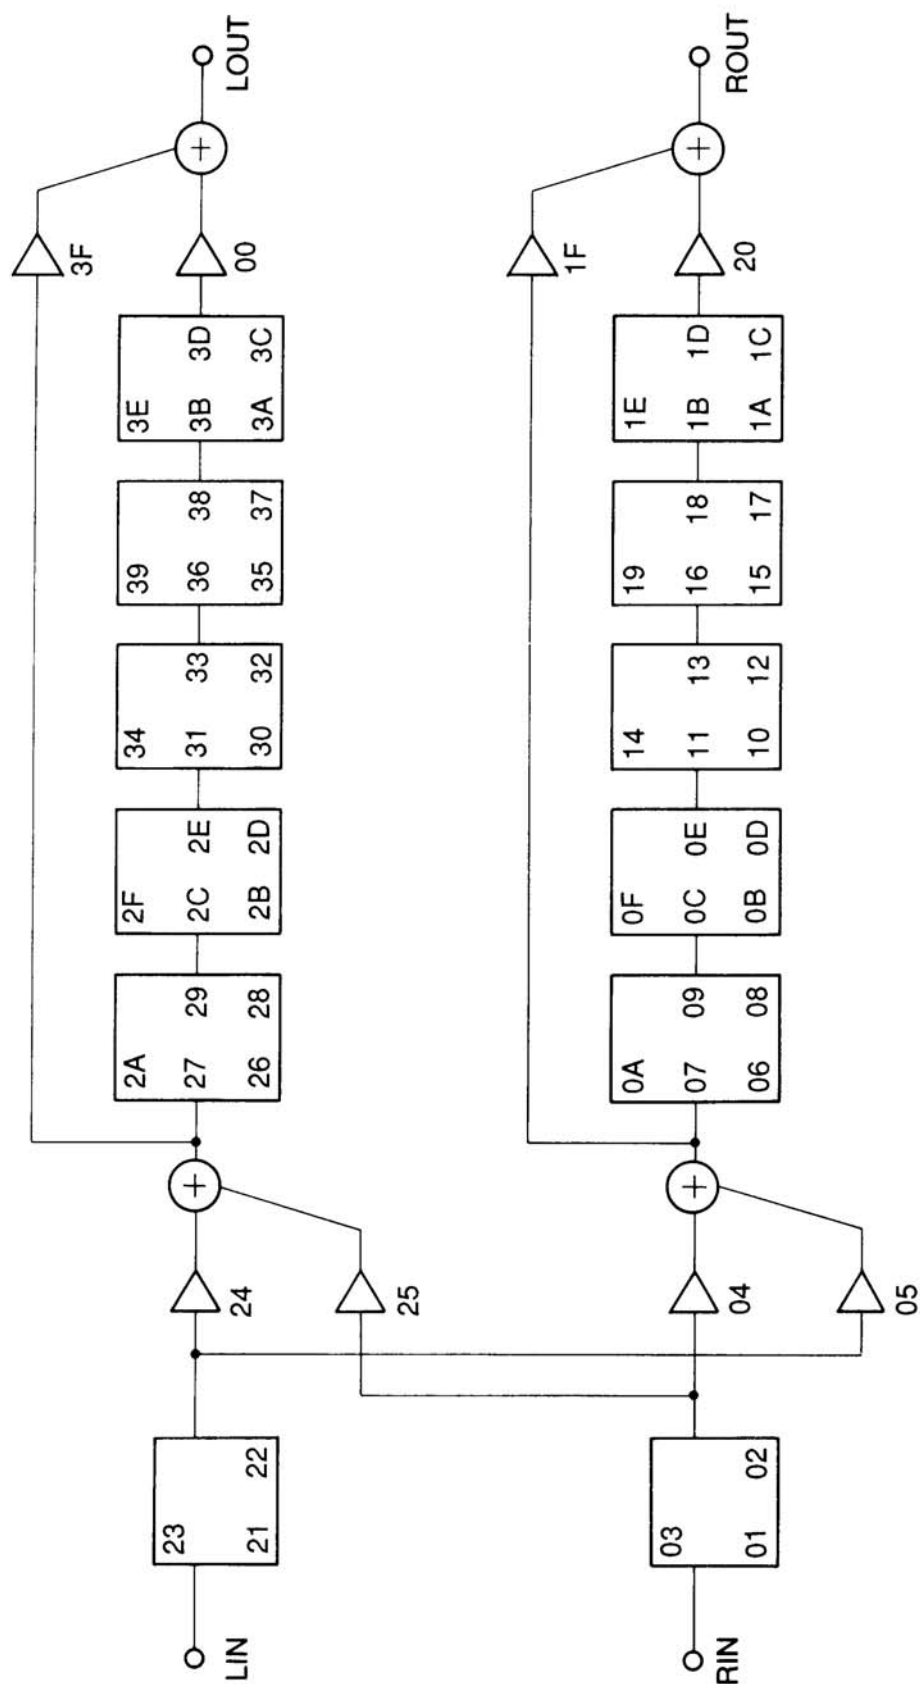 3F
2A 2F 34 39 3E
23
27 29 2C 2E 31 33 36 38 3B 3D
LIN 24 00 LOUT
21 22 26 28 2B 2D 30 32 35 37 3A 3C
25
1F
0A 0F 14 19 1E
03
07 09 0C 0E 11 13 16 18 1B 1D
RIN 04 20 ROUT
01 02 06 08 0B 0D 10 12 15 17 1A 1C
05